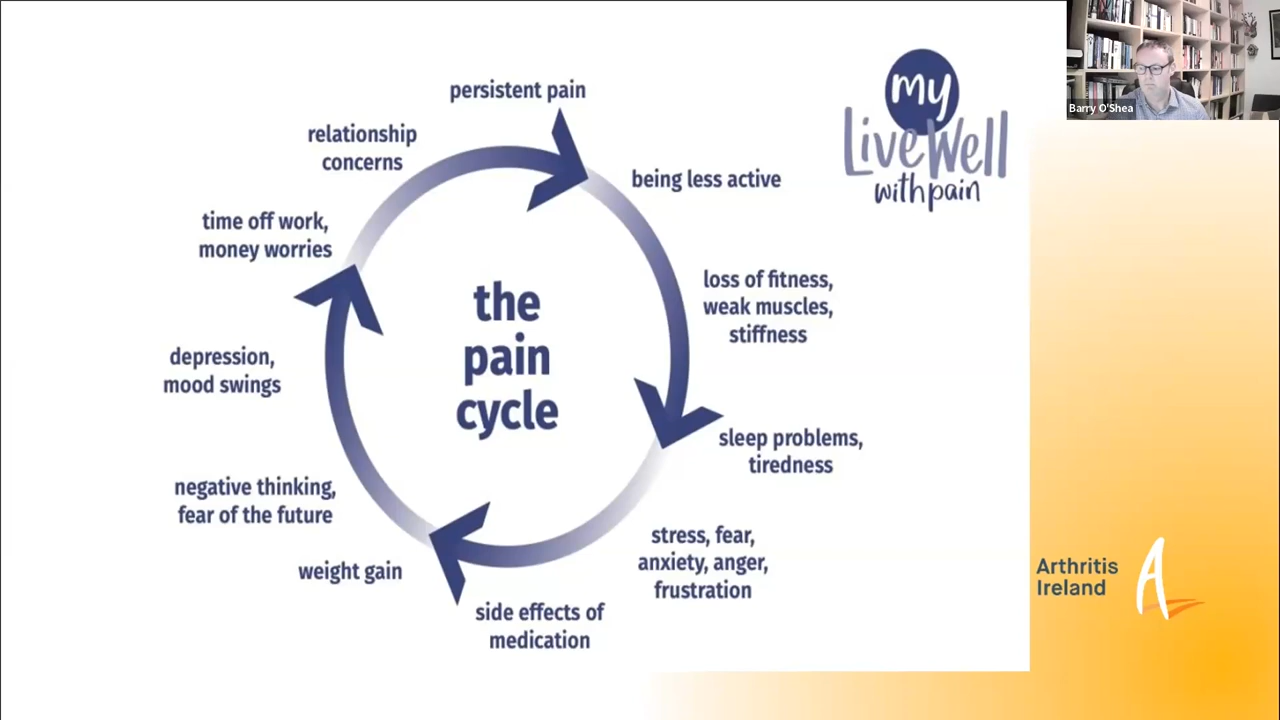 persistent pain
being less active
loss of fitness,
weak muscles,
stiffness
sleep problems,
tiredness
stress, fear,
anxiety, anger,
frustration
side effects of
medication
weight gain
negative thinking,
fear of the future
depression,
mood swings
time off work,
money worries
relationship
concerns
the
pain
cycle
my
LiveWell
with pain
Barry O'Shea
Arthritis
Ireland